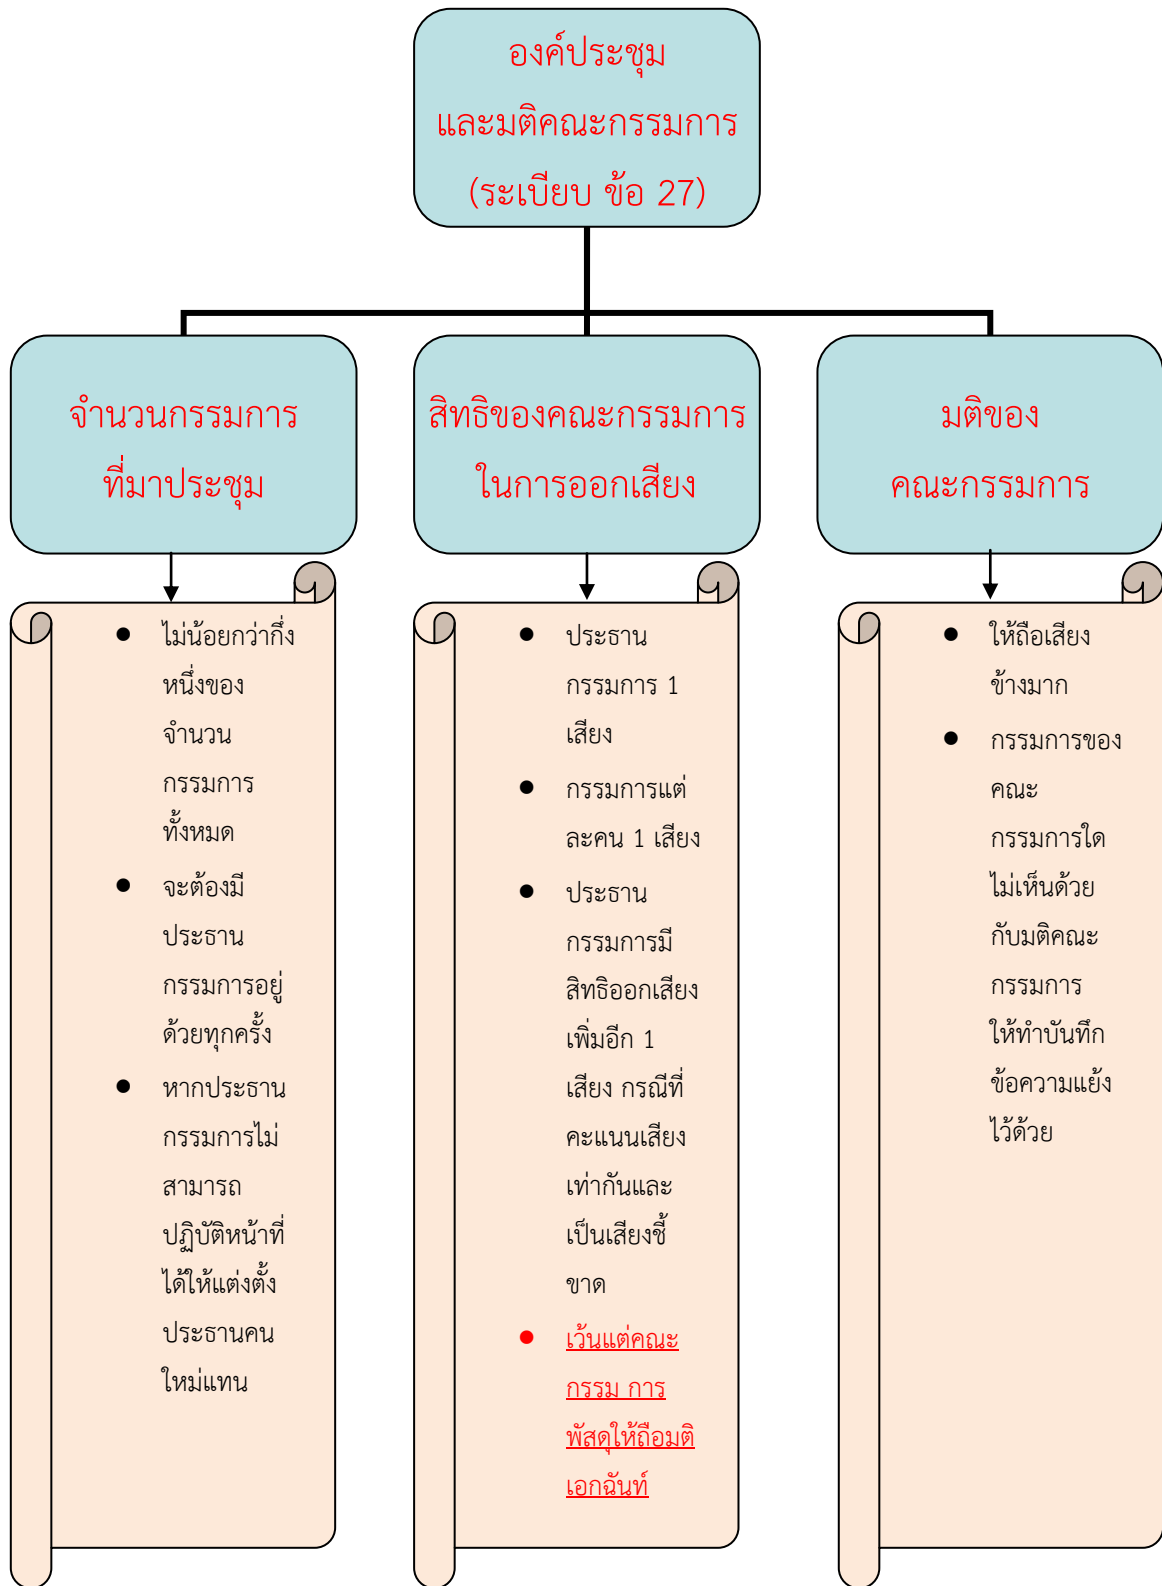 องค์ประชุม
และมติคณะกรรมการ
(ระเบียบ ข้อ 27)
จำนวนกรรมการ
ที่มาประชุม
● ไม่น้อยกว่ากึ่ง
หนึ่งของ
จำนวน
กรรมการ
ทั้งหมด
● จะต้องมี
ประธาน
กรรมการอยู่
ด้วยทุกครั้ง
● หากประธาน
กรรมการไม่
สามารถ
ปฏิบัติหน้าที่
ได้ให้แต่งตั้ง
ประธานคน
ใหม่แทน
สิทธิของคณะกรรมการ
ในการออกเสียง
● ประธาน
กรรมการ 1
เสียง
● กรรมการแต่
ละคน 1 เสียง
● ประธาน
กรรมการมี
สิทธิออกเสียง
เพิ่มอีก 1
เสียง กรณีที่
คะแนนเสียง
เท่ากันและ
เป็นเสียงชี้
ขาด
● เว้นแต่คณะ
กรรม การ
พัสดุให้ถือมติ
เอกฉันท์
มติของ
คณะกรรมการ
● ให้ถือเสียง
ข้างมาก
● กรรมการของ
คณะ
กรรมการใด
ไม่เห็นด้วย
กับมติคณะ
กรรมการ
ให้ทำบันทึก
ข้อความแย้ง
ไว้ด้วย